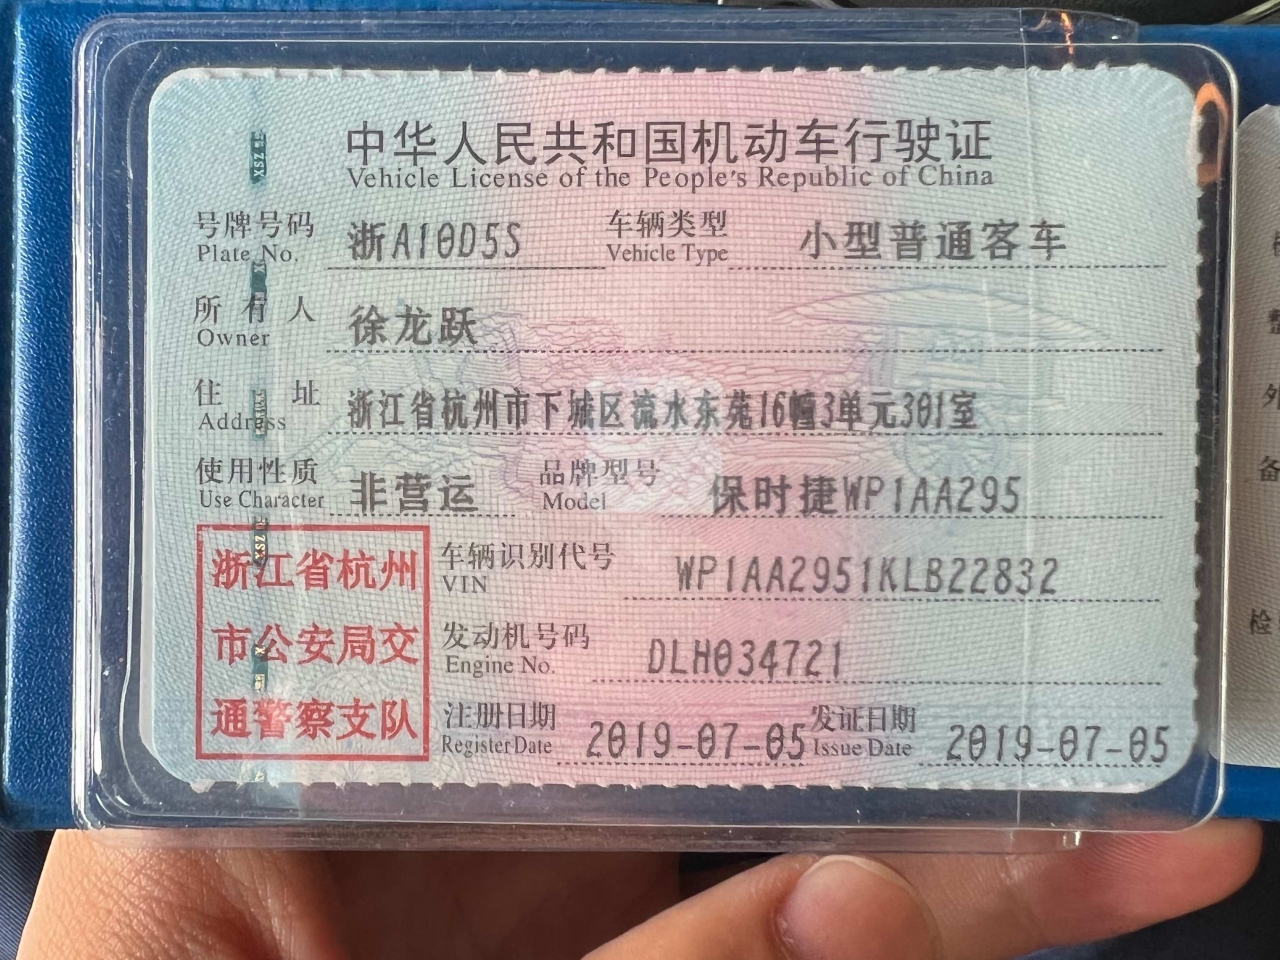 中华人民共和国机动车行驶证
Vehicle License of the People's Republic of China
号牌号码 浙A10D5S 车辆类型 小型普通客车
Plate No. Vehicle Type
所有人 徐龙跃
Owner
住址 浙江省杭州市下城区流水东苑16幢3单元301室
Address
使用性质 非营运 品牌型号 保时捷WP1AA295
Use Character Model
浙江省杭州
市公安局交
通警察支队
车辆识别代号 WP1AA2951KLB22832
VIN
发动机号码 DLH034721
Engine No.
注册日期 2019-07-05 发证日期 2019-07-05
Register Date Issue Date
外
备
检